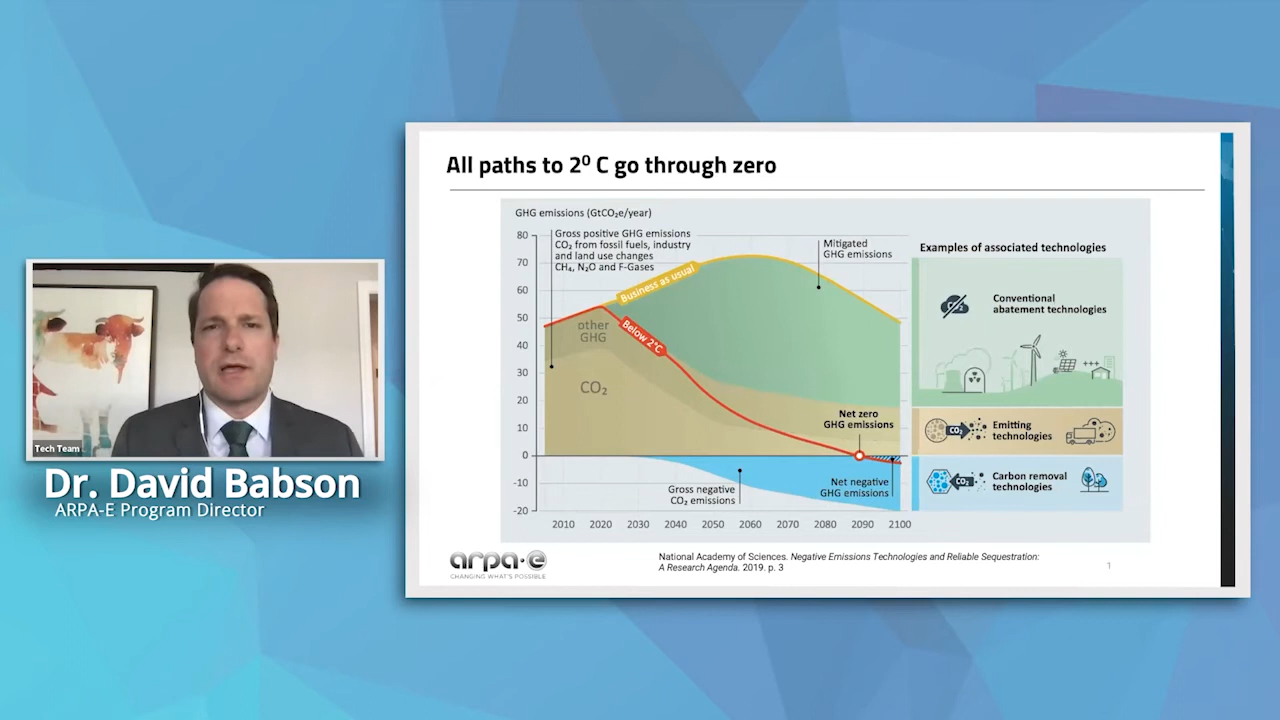 All paths to 2⁰ C go through zero
GHG emissions (GtCO₂e/year)
80
70
60
50
40
30
20
10
0
-10
-20
Gross positive GHG emissions
CO₂ from fossil fuels, industry
and land use changes
CH₄, N₂O and F-Gases
Business as usual
Below 2°C
other
GHG
CO₂
Mitigated
GHG emissions
Net zero
GHG emissions
Gross negative
CO₂ emissions
Net negative
GHG emissions
2010 2020 2030 2040 2050 2060 2070 2080 2090 2100
Examples of associated technologies
CO₂
Conventional
abatement technologies
CO₂
Emitting
technologies
CO₂
Carbon removal
technologies
arpa·e
CHANGING WHAT'S POSSIBLE
National Academy of Sciences. Negative Emissions Technologies and Reliable Sequestration:
A Research Agenda. 2019. p. 3
1
Tech Team
Dr. David Babson
ARPA-E Program Director